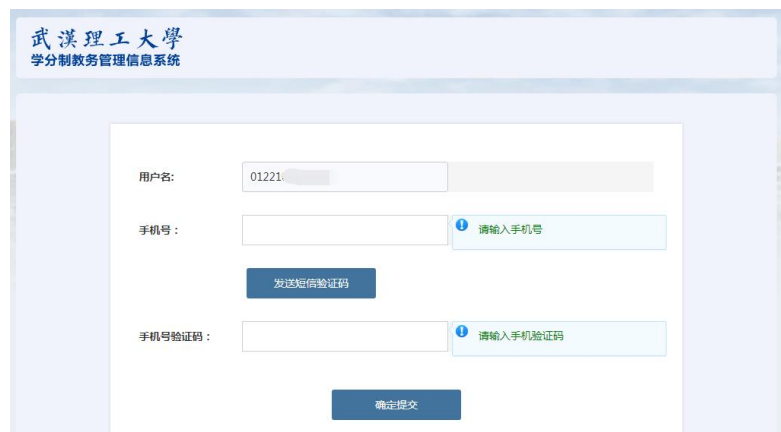 武漢理工大學
学分制教务管理信息系统
用户名: 01221
手机号： 请输入手机号
发送短信验证码
手机号验证码： 请输入手机验证码
确定提交